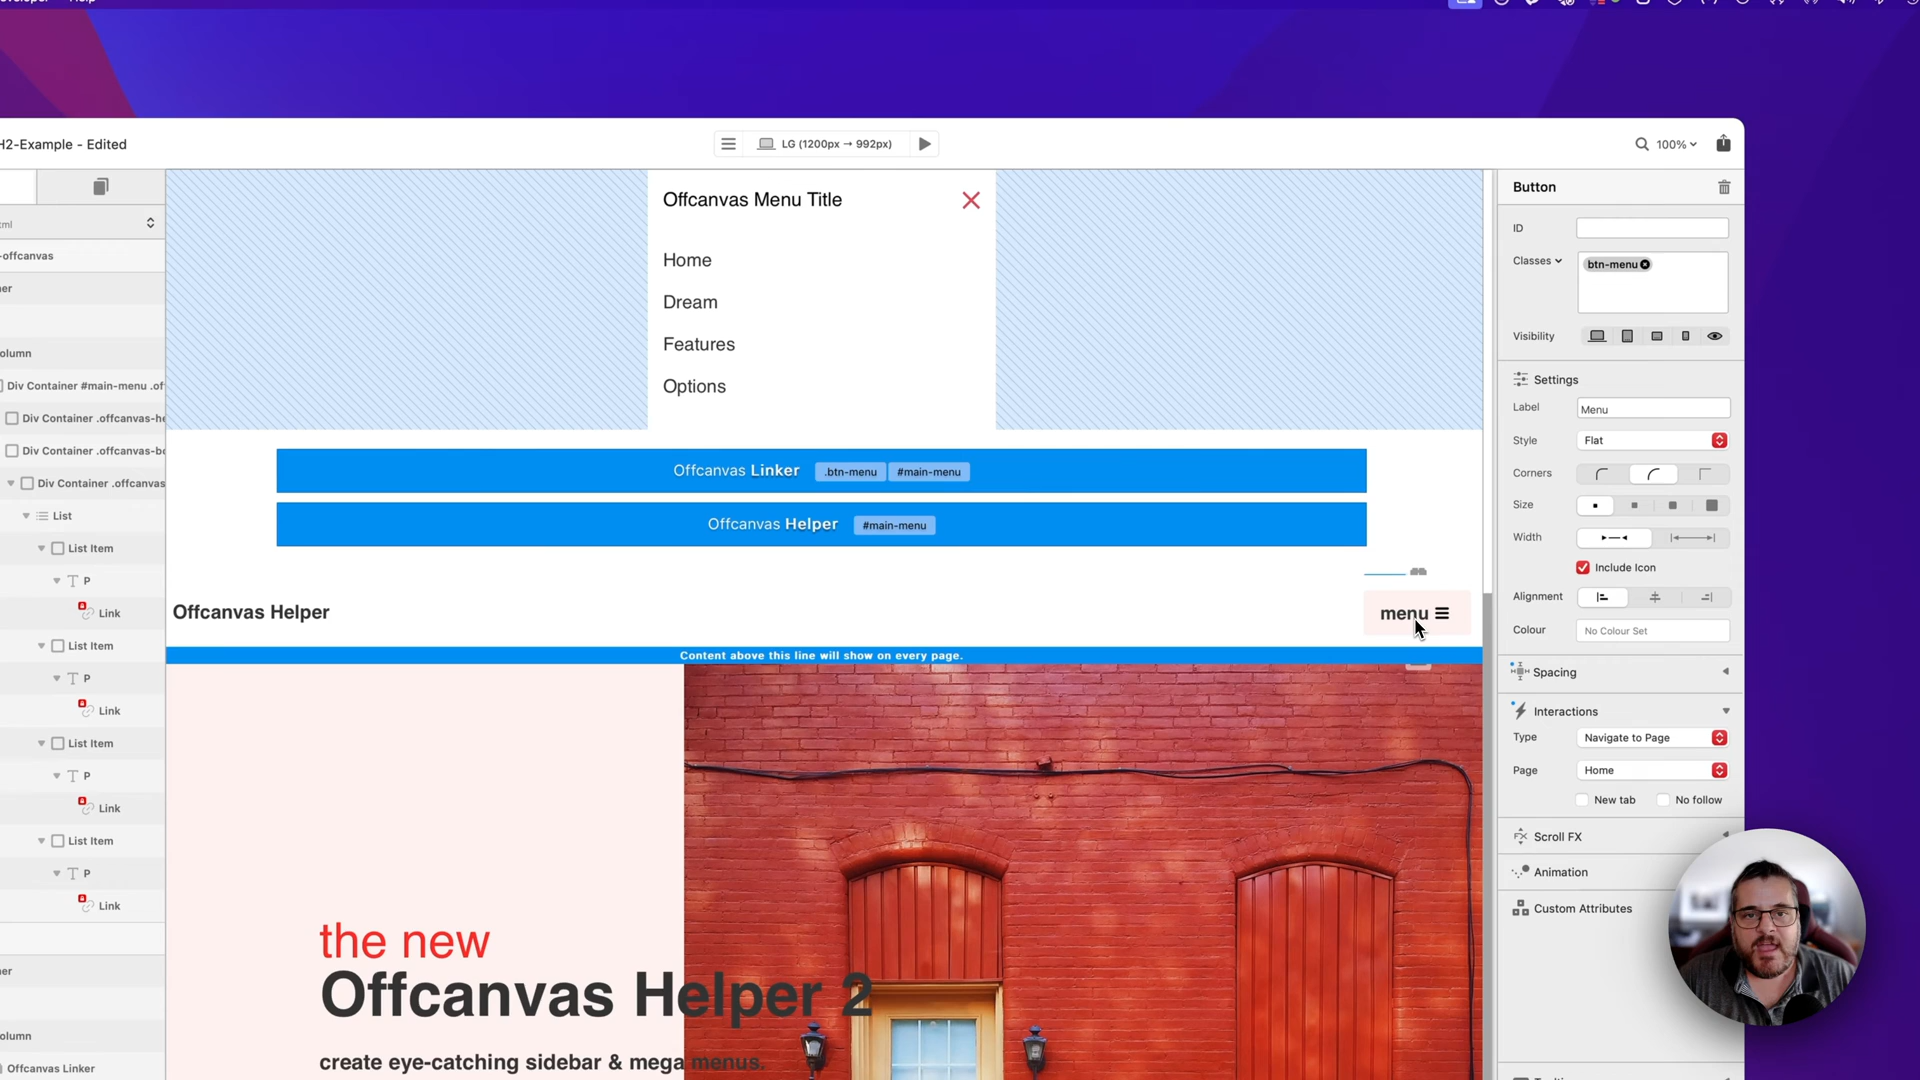 Help
H2-Example - Edited
LG (1200px → 992px)
100%
-offcanvas
olumn
Div Container #main-menu .of
Div Container .offcanvas-he
Div Container .offcanvas-bo
Div Container .offcanvas
List
List Item
P
Link
List Item
P
Link
List Item
P
Link
List Item
P
Link
olumn
Offcanvas Linker
Offcanvas Menu Title
Home
Dream
Features
Options
Offcanvas Linker .btn-menu #main-menu
Offcanvas Helper #main-menu
Offcanvas Helper
menu
Content above this line will show on every page.
the new
Offcanvas Helper 2
create eye-catching sidebar & mega menus.
Button
ID
Classes btn-menu
Visibility
Settings
Label Menu
Style Flat
Corners
Size
Width
Include Icon
Alignment
Colour No Colour Set
Spacing
Interactions
Type Navigate to Page
Page Home
New tab No follow
Scroll FX
Animation
Custom Attributes